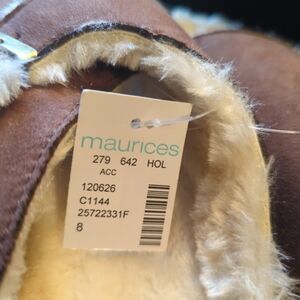 maurices
279 642 HOL
ACC
120626
C1144
25722331F
8